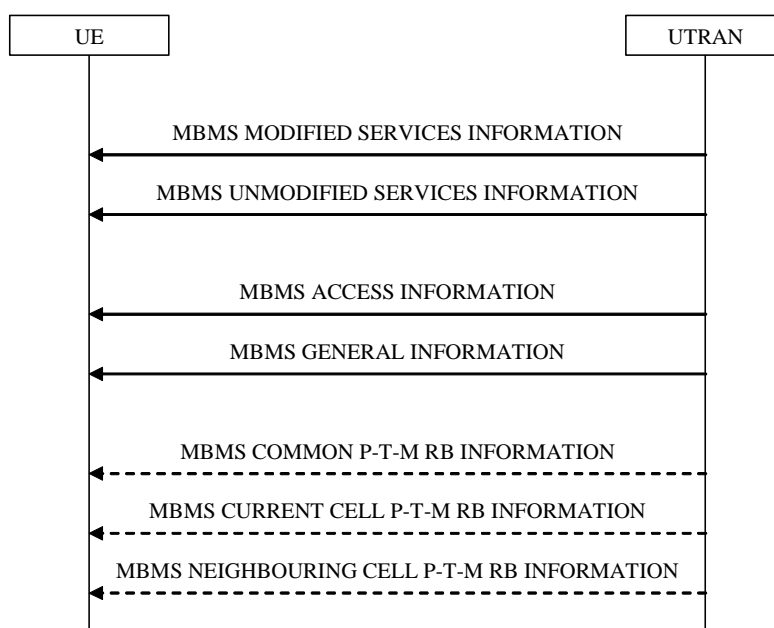 UE
UTRAN
MBMS MODIFIED SERVICES INFORMATION
MBMS UNMODIFIED SERVICES INFORMATION
MBMS ACCESS INFORMATION
MBMS GENERAL INFORMATION
MBMS COMMON P-T-M RB INFORMATION
MBMS CURRENT CELL P-T-M RB INFORMATION
MBMS NEIGHBOURING CELL P-T-M RB INFORMATION